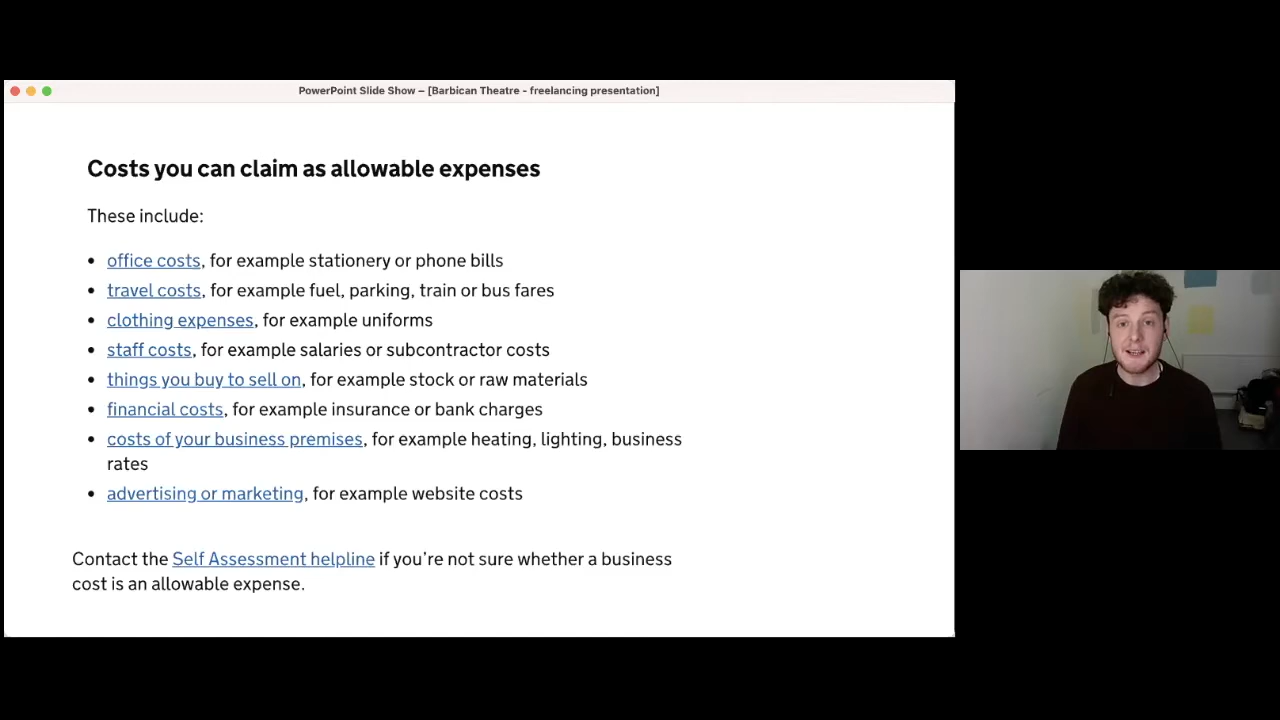 PowerPoint Slide Show – [Barbican Theatre - freelancing presentation]
Costs you can claim as allowable expenses
These include:
• office costs, for example stationery or phone bills
• travel costs, for example fuel, parking, train or bus fares
• clothing expenses, for example uniforms
• staff costs, for example salaries or subcontractor costs
• things you buy to sell on, for example stock or raw materials
• financial costs, for example insurance or bank charges
• costs of your business premises, for example heating, lighting, business
rates
• advertising or marketing, for example website costs
Contact the Self Assessment helpline if you’re not sure whether a business
cost is an allowable expense.